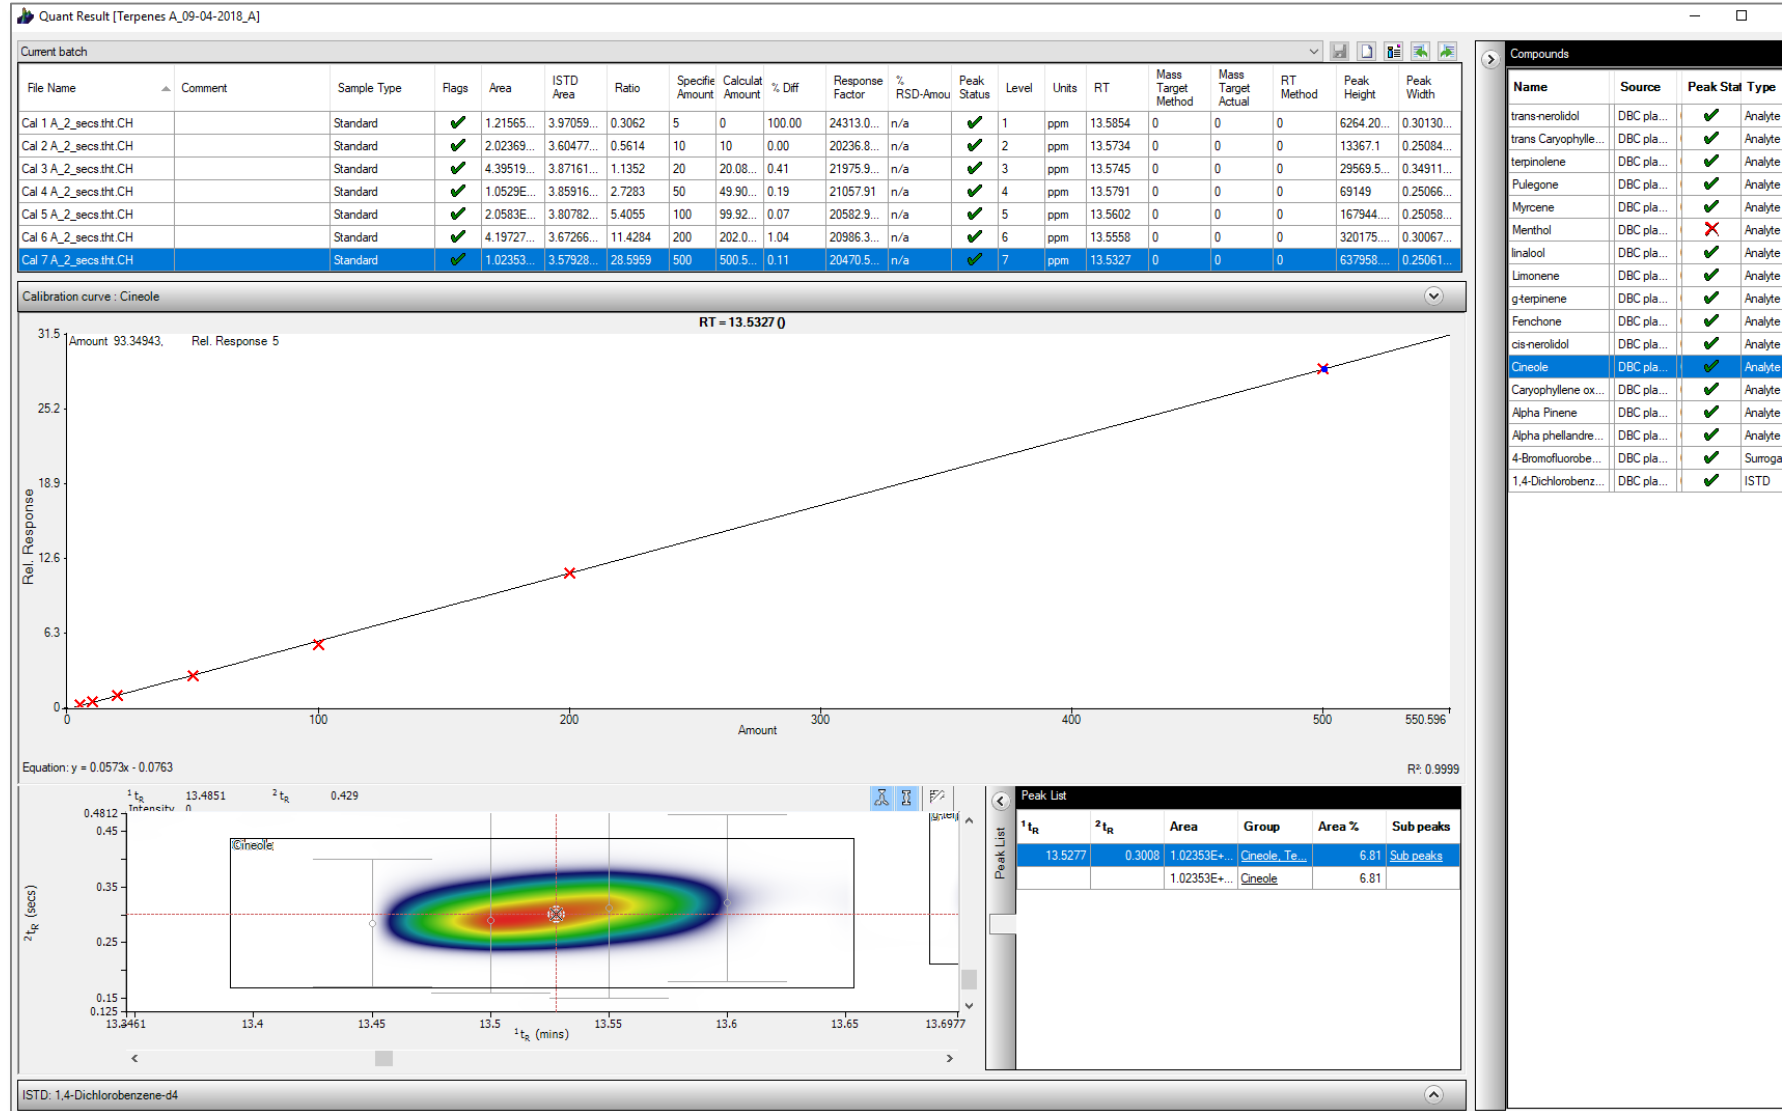 Quant Result [Terpenes A_09-04-2018_A]
Current batch
File Name Comment Sample Type Flags Area ISTD Area Ratio Specifie Amount Calculat Amount % Diff Response Factor % RSD-Amou Peak Status Level Units RT Mass Target Method Mass Target Actual RT Method Peak Height Peak Width
Cal 1 A_2_secs.tht.CH Standard 1.21565... 3.97059... 0.3062 5 0 100.00 24313.0... n/a 1 ppm 13.5854 0 0 0 6264.20... 0.30130...
Cal 2 A_2_secs.tht.CH Standard 2.02369... 3.60477... 0.5614 10 10 0.00 20236.8... n/a 2 ppm 13.5734 0 0 0 13367.1 0.25084...
Cal 3 A_2_secs.tht.CH Standard 4.39519... 3.87161... 1.1352 20 20.08... 0.41 21975.9... n/a 3 ppm 13.5745 0 0 0 29569.5... 0.34911...
Cal 4 A_2_secs.tht.CH Standard 1.0529E... 3.85916... 2.7283 50 49.90... 0.19 21057.91 n/a 4 ppm 13.5791 0 0 0 69149 0.25066...
Cal 5 A_2_secs.tht.CH Standard 2.0583E... 3.80782... 5.4055 100 99.92... 0.07 20582.9... n/a 5 ppm 13.5602 0 0 0 167944.... 0.25058...
Cal 6 A_2_secs.tht.CH Standard 4.19727... 3.67266... 11.4284 200 202.0... 1.04 20986.3... n/a 6 ppm 13.5558 0 0 0 320175.... 0.30067...
Cal 7 A_2_secs.tht.CH Standard 1.02353... 3.57928... 28.5959 500 500.5... 0.11 20470.5... n/a 7 ppm 13.5327 0 0 0 637958.... 0.25061...
Calibration curve : Cineole
RT = 13.5327 ()
Amount 93.34943, Rel. Response 5
31.5
25.2
18.9
12.6
6.3
0
Rel. Response
0 100 200 300 400 500 550.596
Amount
Equation: y = 0.0573x - 0.0763
R²: 0.9999
¹tR 13.4851 ²tR 0.429
Intensity 0
0.4812
0.45
0.35
0.25
0.15
0.125
²tR (secs)
Cineole
g-terp
13.3461 13.4 13.45 13.5 13.55 13.6 13.65 13.6977
¹tR (mins)
Peak List
Peak List
¹tR ²tR Area Group Area % Sub peaks
13.5277 0.3008 1.02353E+... Cineole, Te... 6.81 Sub peaks
1.02353E+... Cineole 6.81
ISTD: 1,4-Dichlorobenzene-d4
Compounds
Name Source Peak Stat Type
trans-nerolidol DBC pla... Analyte
trans Caryophylle... DBC pla... Analyte
terpinolene DBC pla... Analyte
Pulegone DBC pla... Analyte
Myrcene DBC pla... Analyte
Menthol DBC pla... Analyte
linalool DBC pla... Analyte
Limonene DBC pla... Analyte
g-terpinene DBC pla... Analyte
Fenchone DBC pla... Analyte
cis-nerolidol DBC pla... Analyte
Cineole DBC pla... Analyte
Caryophyllene ox... DBC pla... Analyte
Alpha Pinene DBC pla... Analyte
Alpha phellandre... DBC pla... Analyte
4-Bromofluorobe... DBC pla... Surroga
1,4-Dichlorobenz... DBC pla... ISTD